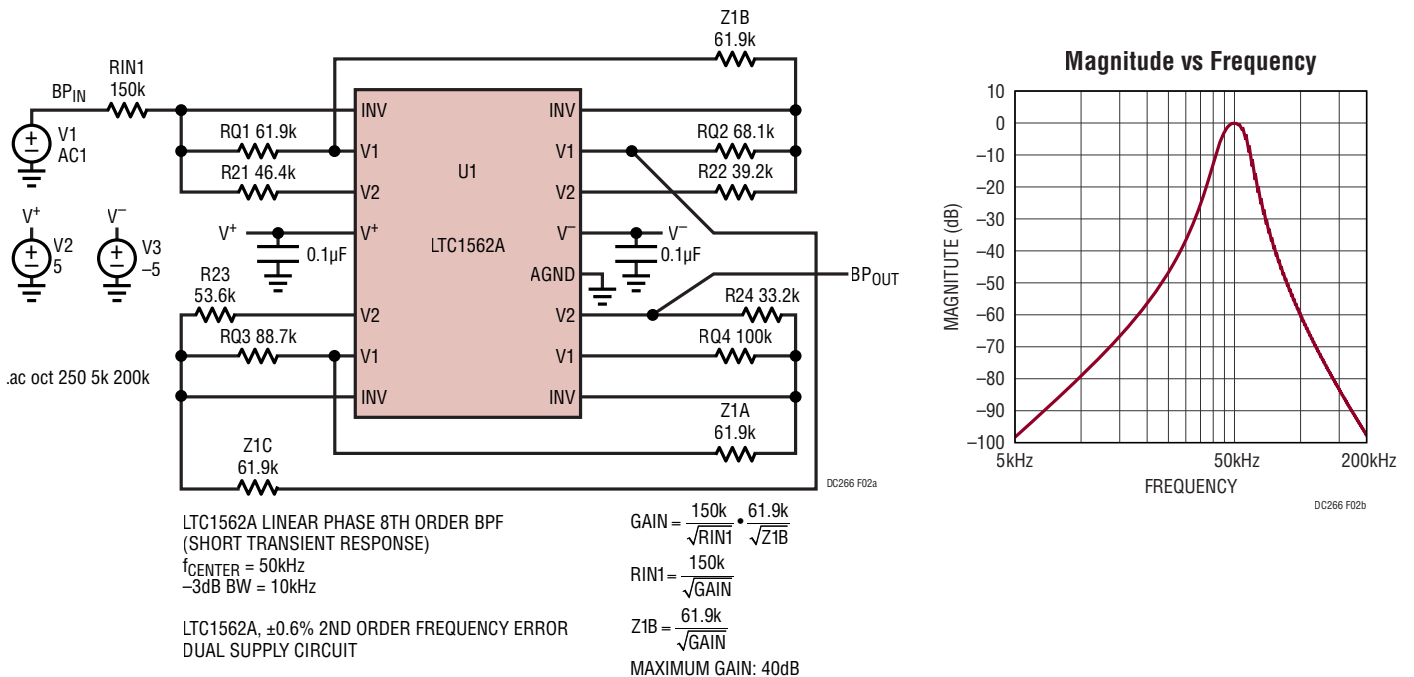 Z1B
61.9k
RIN1
150k
BPIN
V1
AC1
RQ1 61.9k
R21 46.4k
INV
V1
V2
V+
U1
LTC1562A
INV
V1
V2
V–
AGND
V2
V1
INV
RQ2 68.1k
R22 39.2k
V+
V2
5
V–
V3
–5
V+
0.1µF
V–
0.1µF
BPOUT
R23
53.6k
RQ3 88.7k
V2
V1
INV
R24 33.2k
RQ4 100k
.ac oct 250 5k 200k
Z1C
61.9k
Z1A
61.9k
DC266 F02a
LTC1562A LINEAR PHASE 8TH ORDER BPF
(SHORT TRANSIENT RESPONSE)
fCENTER = 50kHz
–3dB BW = 10kHz
LTC1562A, ±0.6% 2ND ORDER FREQUENCY ERROR
DUAL SUPPLY CIRCUIT
GAIN = 150k/√RIN1 • 61.9k/√Z1B
RIN1= 150k/√GAIN
Z1B = 61.9k/√GAIN
MAXIMUM GAIN: 40dB
Magnitude vs Frequency
MAGNITUTE (dB)
10
0
–10
–20
–30
–40
–50
–60
–70
–80
–90
–100
5kHz
50kHz
200kHz
FREQUENCY
DC266 F02b